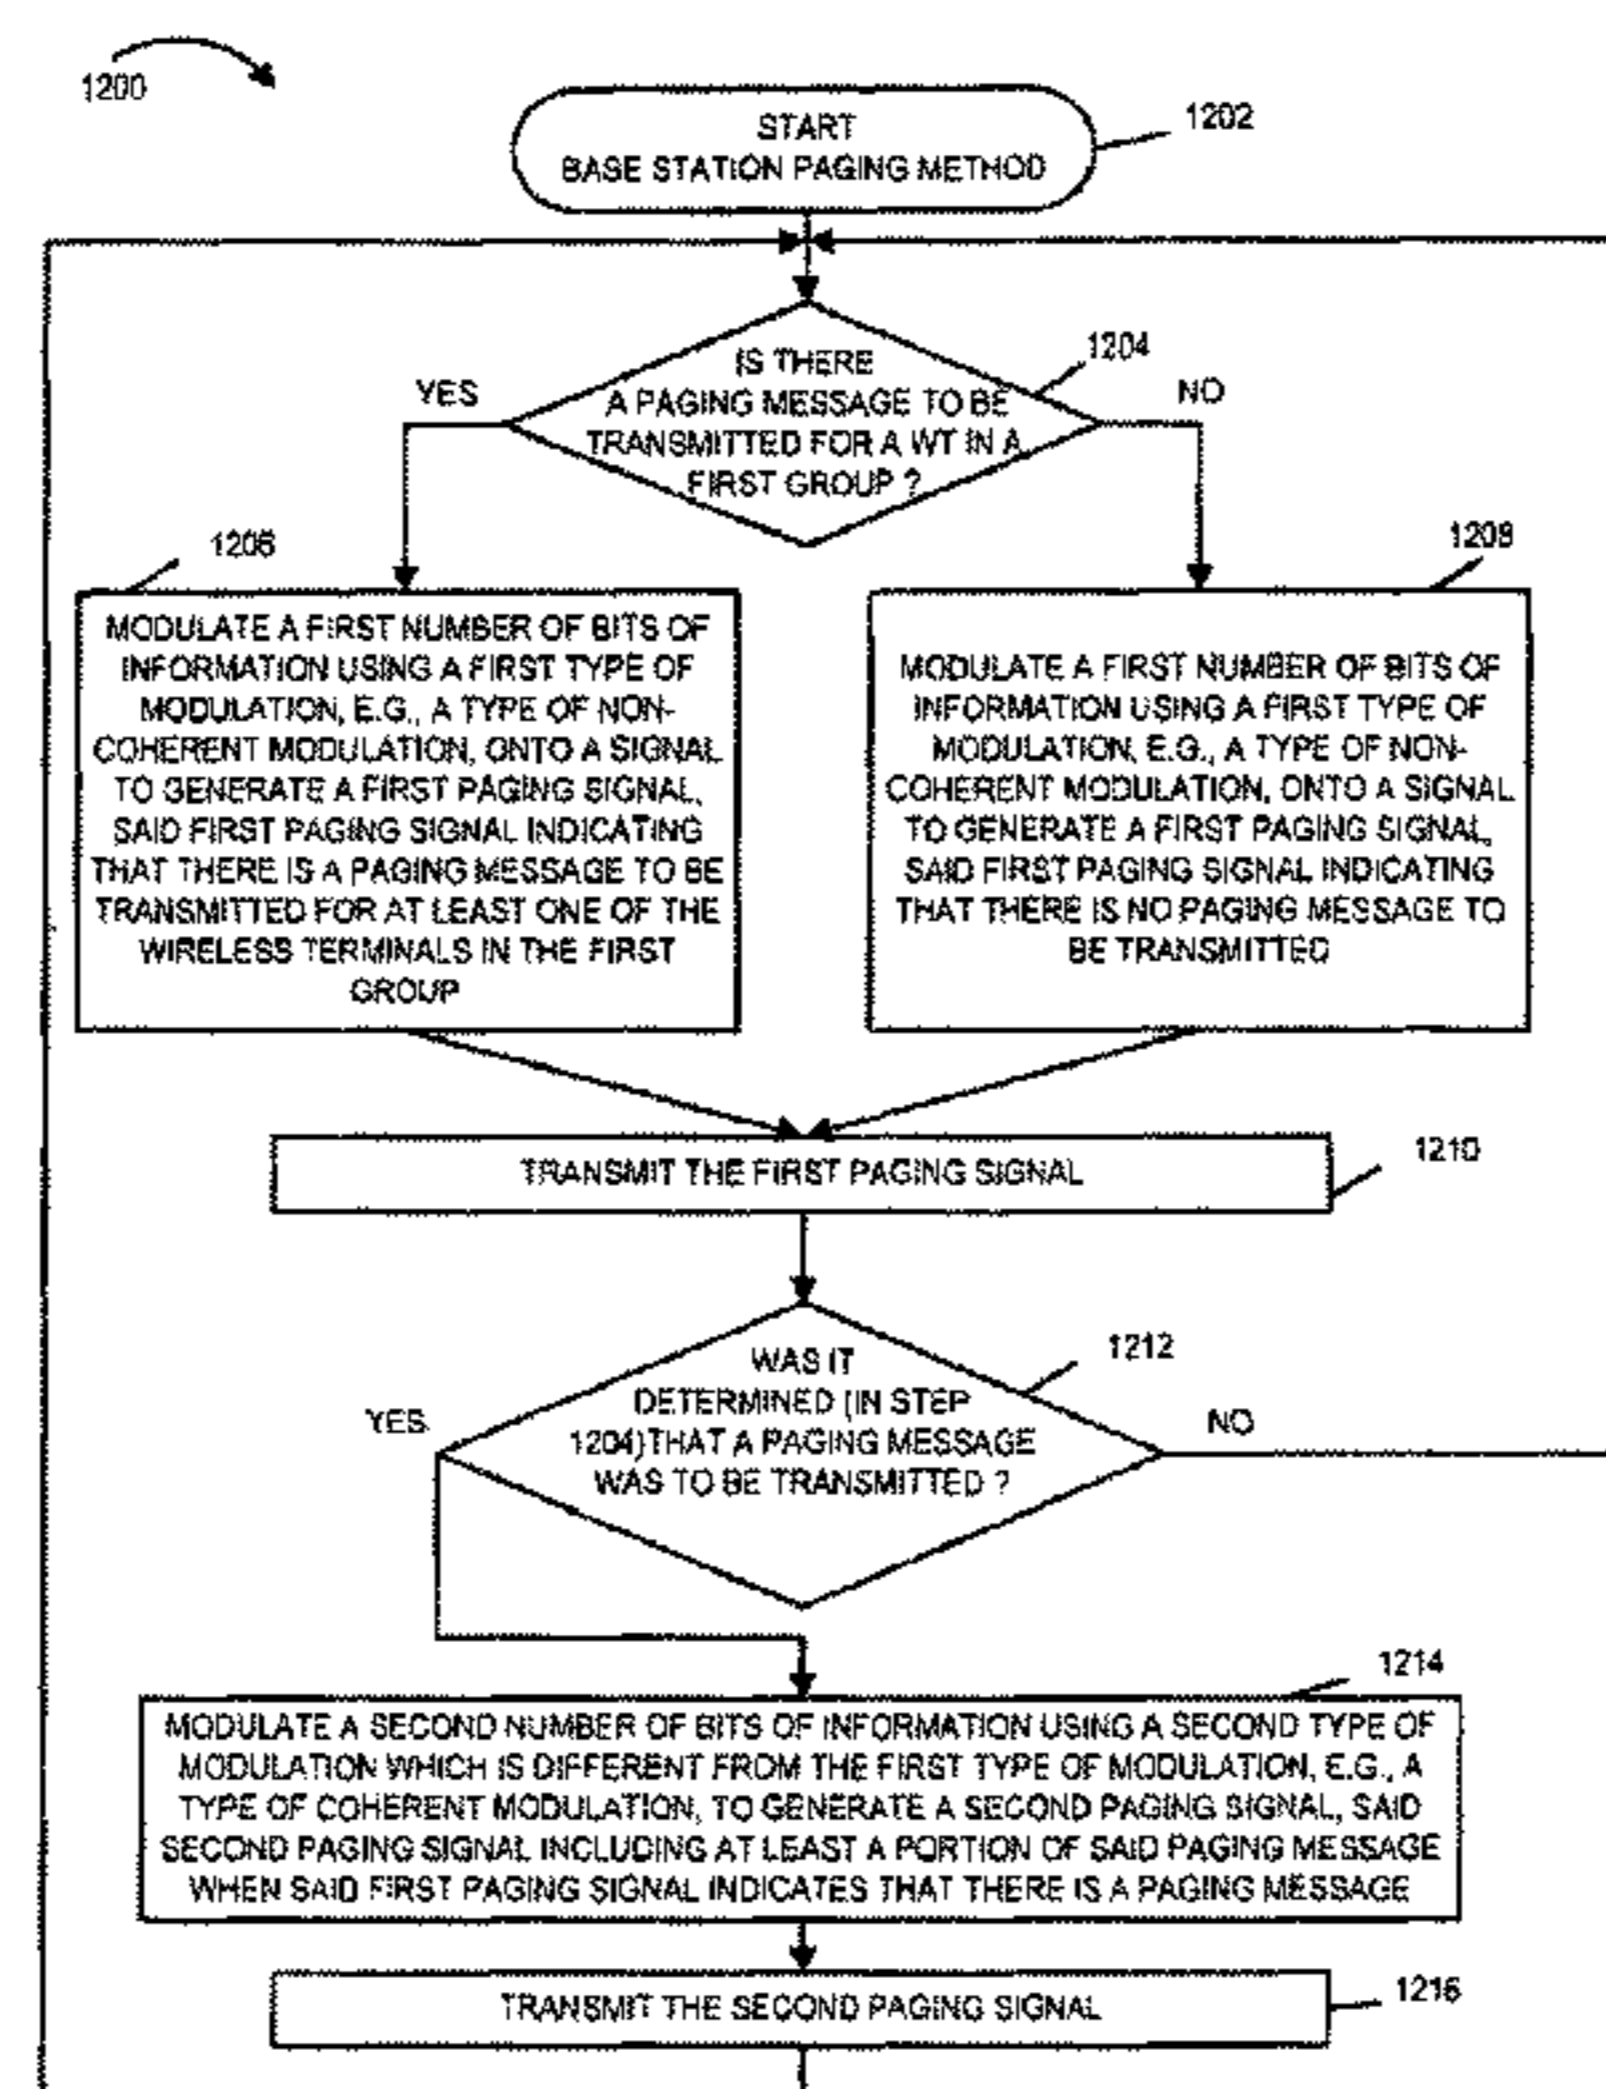 1200
START
BASE STATION PAGING METHOD
1202
IS THERE
A PAGING MESSAGE TO BE
TRANSMITTED FOR A WT IN A
FIRST GROUP ?
1204
YES
NO
1206
MODULATE A FIRST NUMBER OF BITS OF
INFORMATION USING A FIRST TYPE OF
MODULATION, E.G., A TYPE OF NON-
COHERENT MODULATION, ONTO A SIGNAL
TO GENERATE A FIRST PAGING SIGNAL,
SAID FIRST PAGING SIGNAL INDICATING
THAT THERE IS A PAGING MESSAGE TO BE
TRANSMITTED FOR AT LEAST ONE OF THE
WIRELESS TERMINALS IN THE FIRST
GROUP
1208
MODULATE A FIRST NUMBER OF BITS OF
INFORMATION USING A FIRST TYPE OF
MODULATION, E.G., A TYPE OF NON-
COHERENT MODULATION, ONTO A SIGNAL
TO GENERATE A FIRST PAGING SIGNAL,
SAID FIRST PAGING SIGNAL INDICATING
THAT THERE IS NO PAGING MESSAGE TO
BE TRANSMITTED
TRANSMIT THE FIRST PAGING SIGNAL
1210
WAS IT
DETERMINED (IN STEP
1204)THAT A PAGING MESSAGE
WAS TO BE TRANSMITTED ?
1212
YES
NO
1214
MODULATE A SECOND NUMBER OF BITS OF INFORMATION USING A SECOND TYPE OF
MODULATION WHICH IS DIFFERENT FROM THE FIRST TYPE OF MODULATION, E.G., A
TYPE OF COHERENT MODULATION, TO GENERATE A SECOND PAGING SIGNAL, SAID
SECOND PAGING SIGNAL INCLUDING AT LEAST A PORTION OF SAID PAGING MESSAGE
WHEN SAID FIRST PAGING SIGNAL INDICATES THAT THERE IS A PAGING MESSAGE
TRANSMIT THE SECOND PAGING SIGNAL
1216